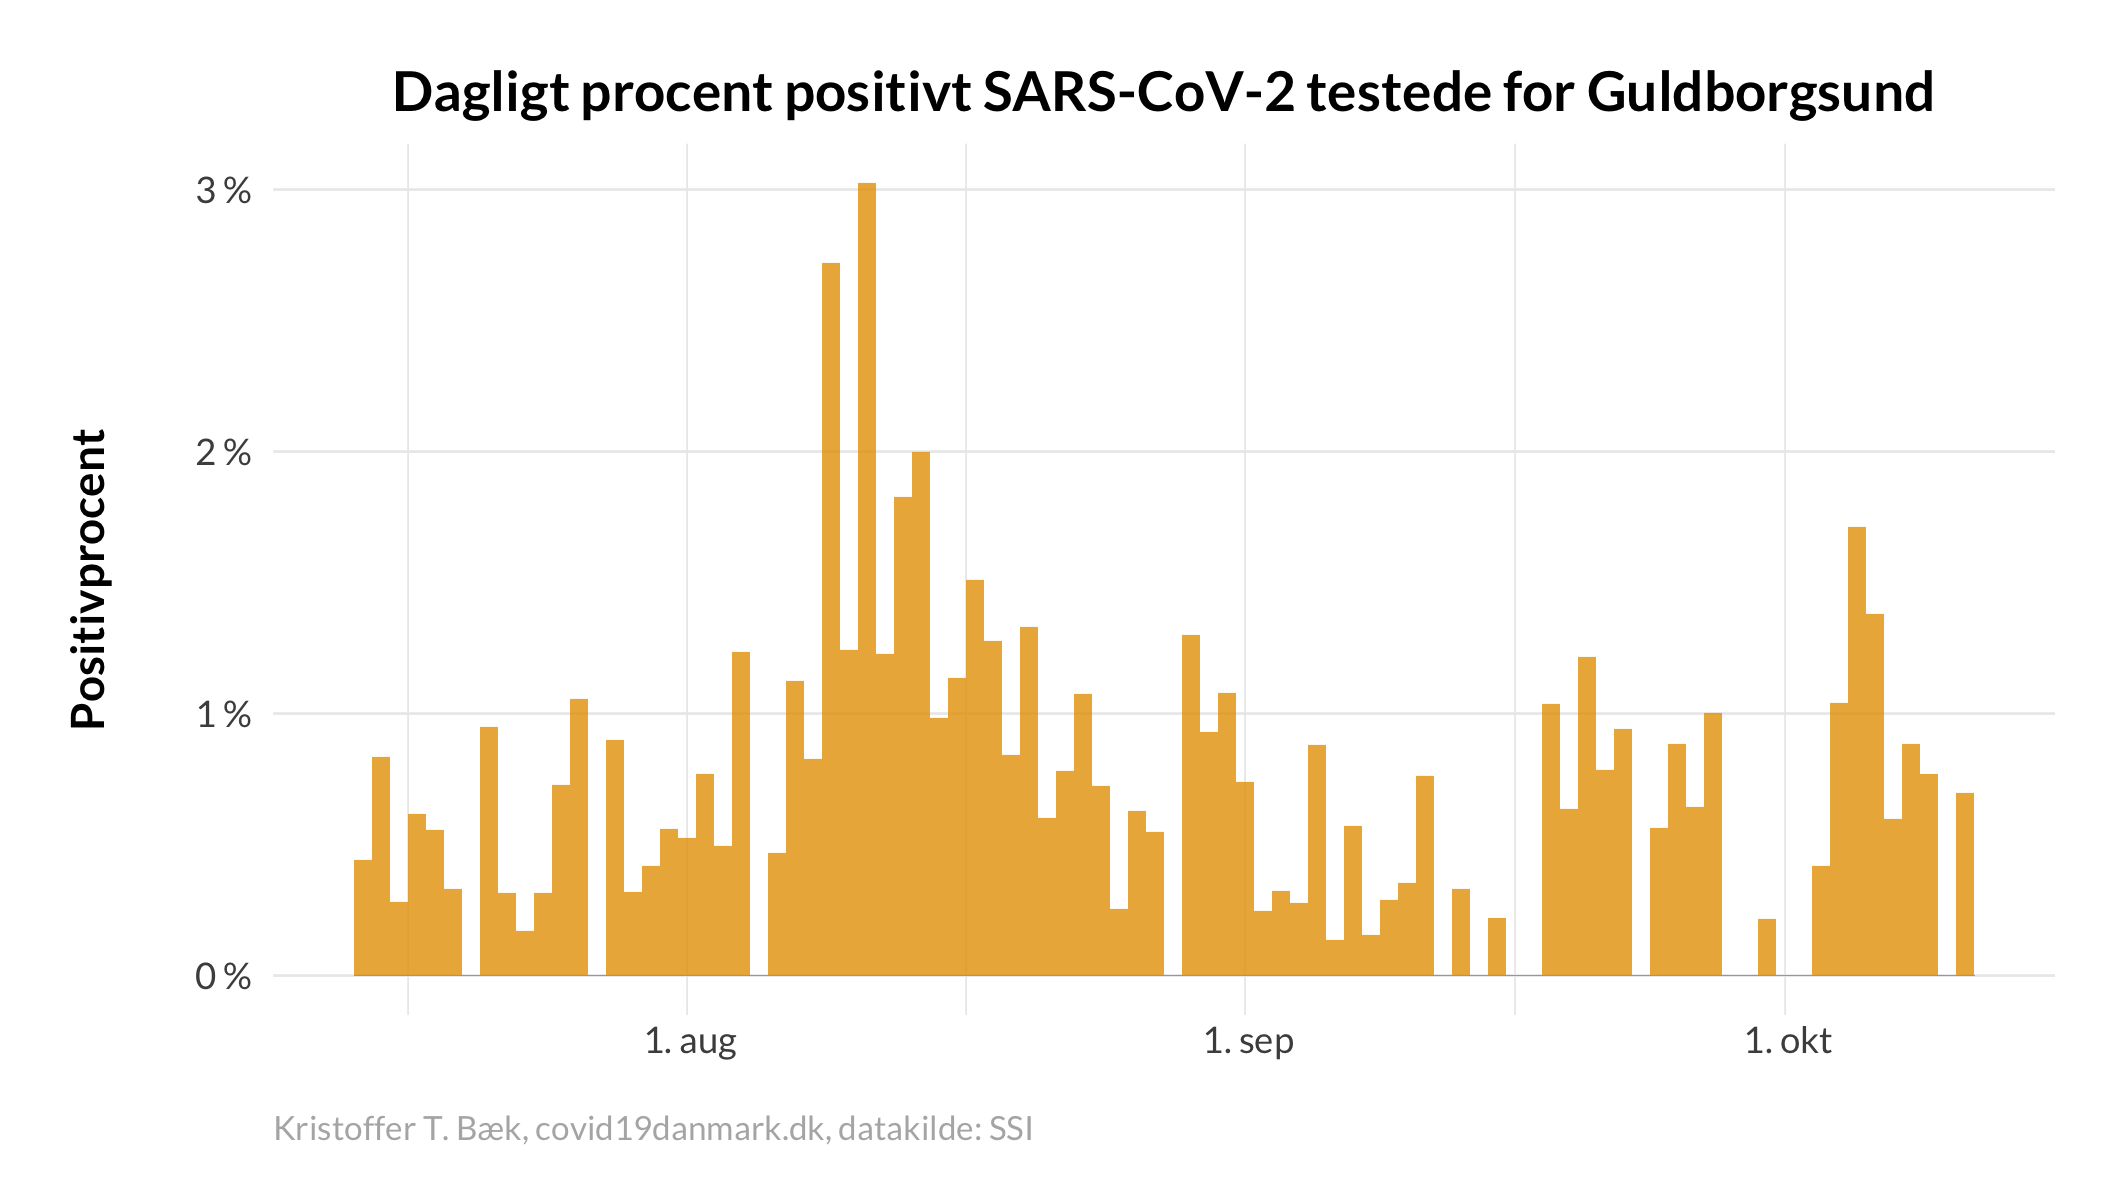 Dagligt procent positivt SARS-CoV-2 testede for Guldborgsund
Positivprocent
3 %
2 %
1 %
0 %
1. aug
1. sep
1. okt
Kristoffer T. Bæk, covid19danmark.dk, datakilde: SSI